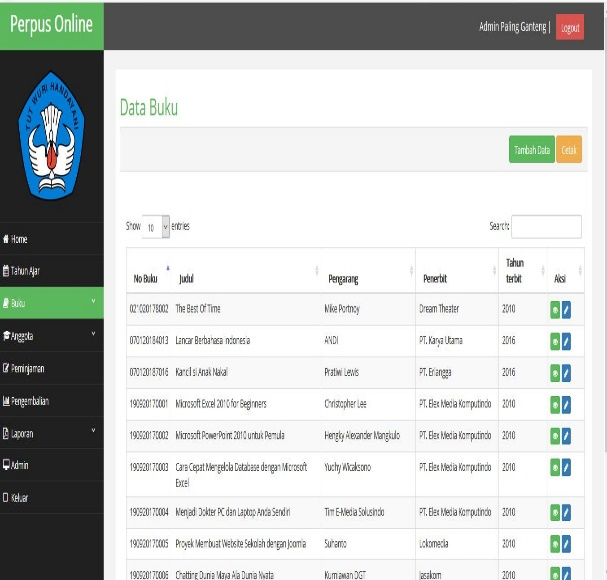 Perpus Online
Admin Paling Ganteng |
Logout
TUT WURI HANDAYANI
Data Buku
Tambah Data
Cetak
Show 10 entries
Search:
Home
Tahun Ajar
Buku
Anggota
Peminjaman
Pengembalian
Laporan
Admin
Keluar
No Buku Judul Pengarang Penerbit Tahun terbit Aksi
021020178002 The Best Of Time Mike Portnoy Dream Theater 2010
070120184013 Lancar Berbahasa Indonesia ANDI PT. Karya Utama 2016
070120187016 Kancil si Anak Nakal Pratiwi Lewis PT. Erlangga 2016
190920170001 Microsoft Excel 2010 for Beginners Christopher Lee PT. Elex Media Komputindo 2010
190920170002 Microsoft PowerPoint 2010 untuk Pemula Hengky Alexander Mangkulo PT. Elex Media Komputindo 2010
190920170003 Cara Cepat Mengelola Database dengan Microsoft Excel Yudhy Wicaksono PT. Elex Media Komputindo 2010
190920170004 Menjadi Dokter PC dan Laptop Anda Sendiri Tim E-Media Solusindo PT. Elex Media Komputindo 2010
190920170005 Proyek Membuat Website Sekolah dengan Joomla Suhanto Lokomedia 2010
190920170006 Chatting Dunia Maya Ala Dunia Nyata Kurniawan DGT Jasakom 2010